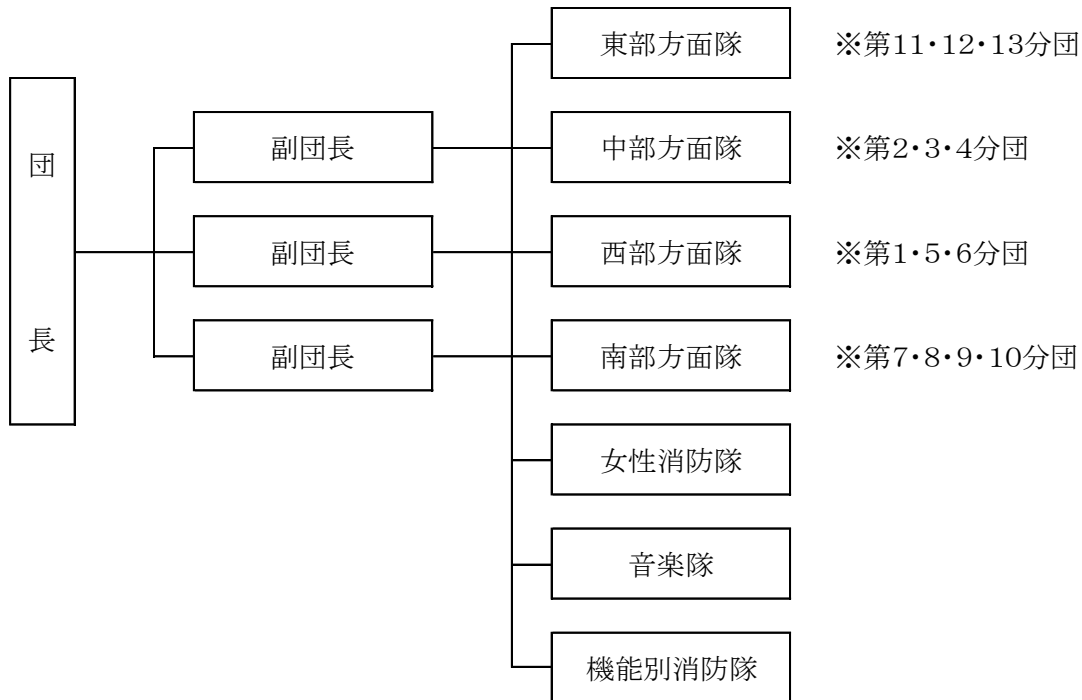 団長
副団長
副団長
副団長
東部方面隊 ※第11・12・13分団
中部方面隊 ※第2・3・4分団
西部方面隊 ※第1・5・6分団
南部方面隊 ※第7・8・9・10分団
女性消防隊
音楽隊
機能別消防隊